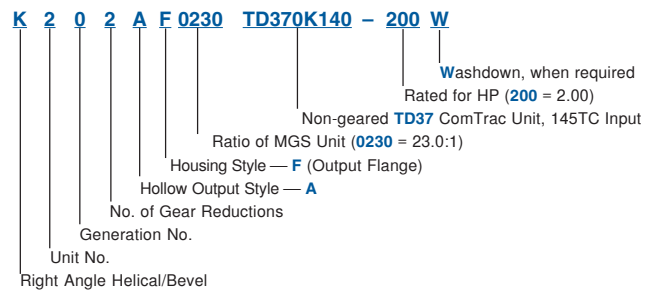 K 2 0 2 A F 0230 TD370K140 – 200 W
Washdown, when required
Rated for HP (200 = 2.00)
Non-geared TD37 ComTrac Unit, 145TC Input
Ratio of MGS Unit (0230 = 23.0:1)
Housing Style — F (Output Flange)
Hollow Output Style — A
No. of Gear Reductions
Generation No.
Unit No.
Right Angle Helical/Bevel